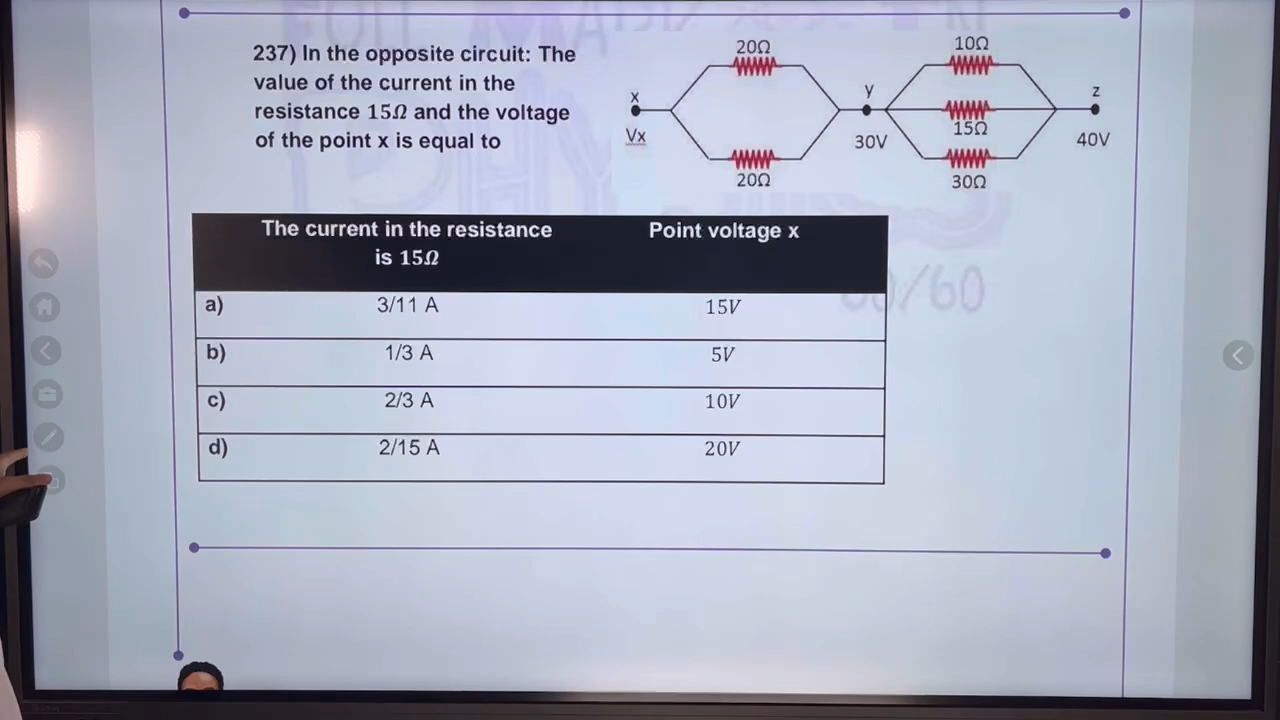 237) In the opposite circuit: The
value of the current in the
resistance 15Ω and the voltage
of the point x is equal to
20Ω
10Ω
x
y
z
Vx
15Ω
30V
40V
20Ω
30Ω
The current in the resistance
is 15Ω
Point voltage x
a) 3/11 A 15V
b) 1/3 A 5V
c) 2/3 A 10V
d) 2/15 A 20V
60/60